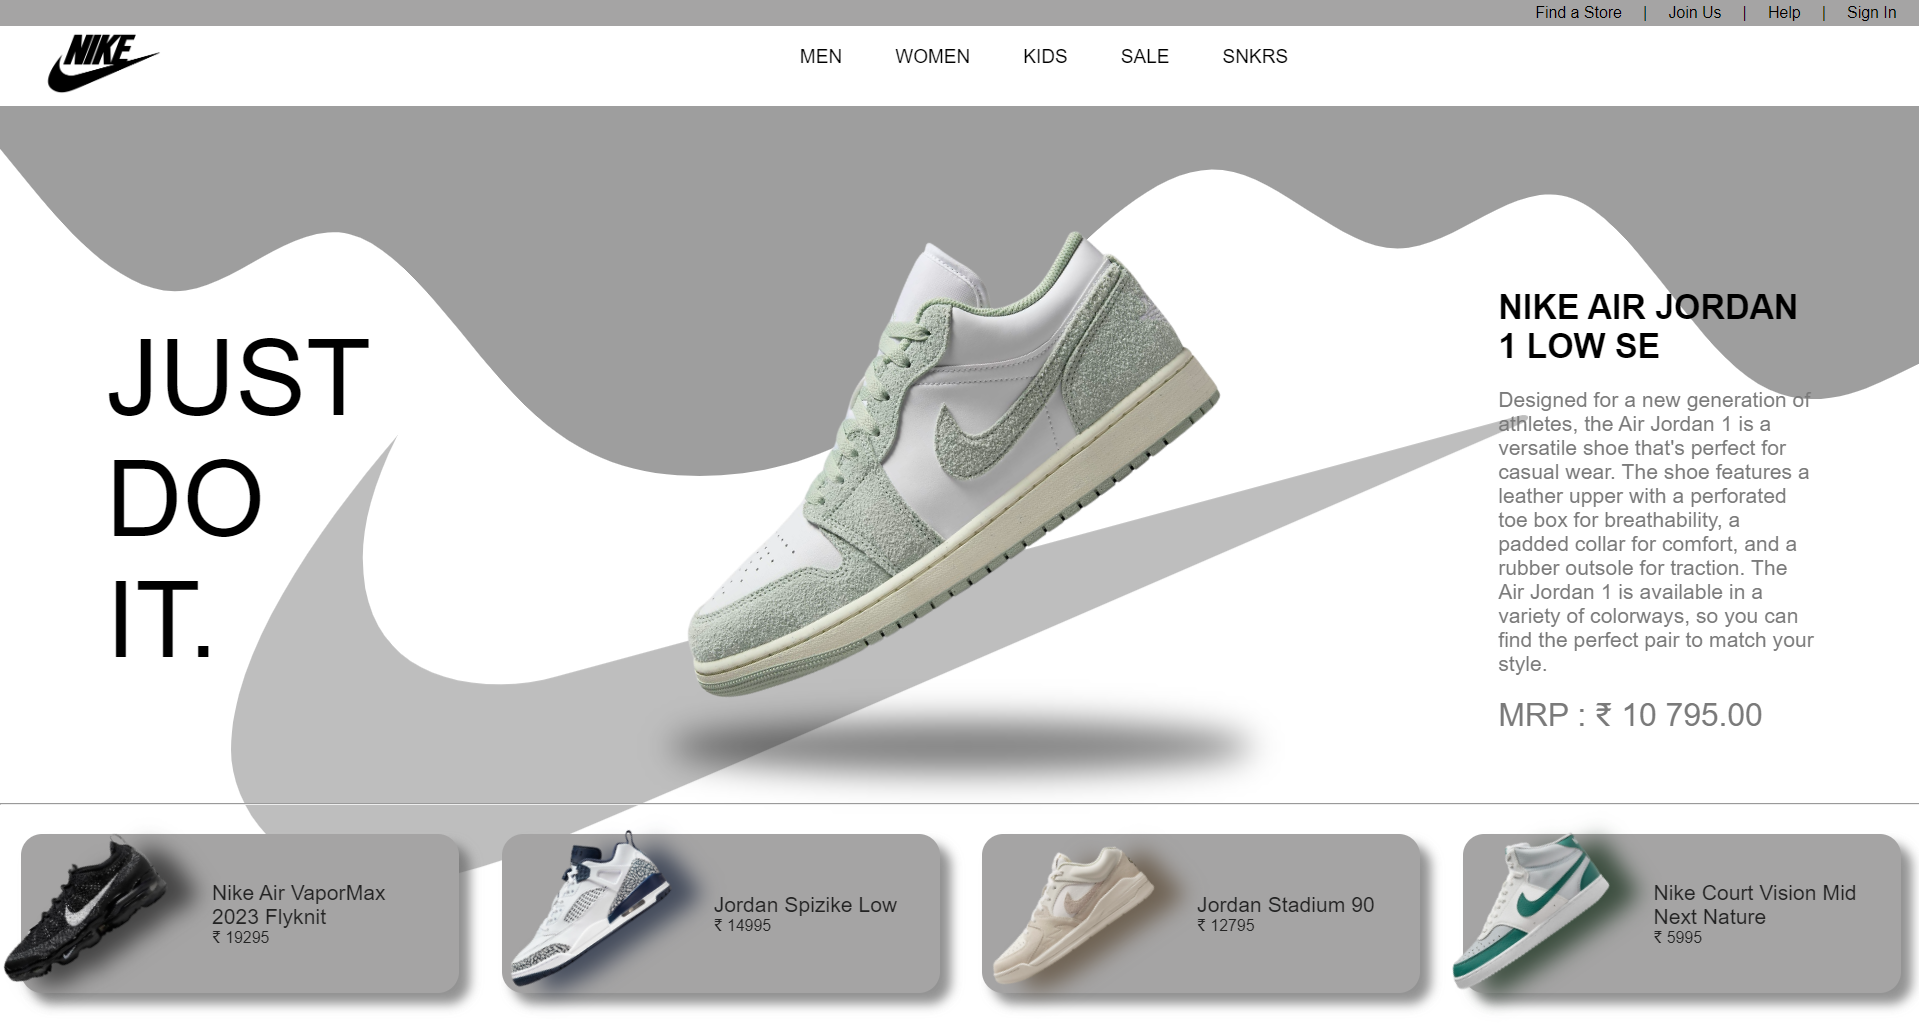 Find a Store | Join Us | Help | Sign In
NIKE
MEN WOMEN KIDS SALE SNKRS
JUST
DO
IT.
NIKE AIR JORDAN
1 LOW SE
Designed for a new generation of
athletes, the Air Jordan 1 is a
versatile shoe that's perfect for
casual wear. The shoe features a
leather upper with a perforated
toe box for breathability, a
padded collar for comfort, and a
rubber outsole for traction. The
Air Jordan 1 is available in a
variety of colorways, so you can
find the perfect pair to match your
style.
MRP : ₹ 10 795.00
Nike Air VaporMax
2023 Flyknit
₹ 19295
Jordan Spizike Low
₹ 14995
Jordan Stadium 90
₹ 12795
Nike Court Vision Mid
Next Nature
₹ 5995